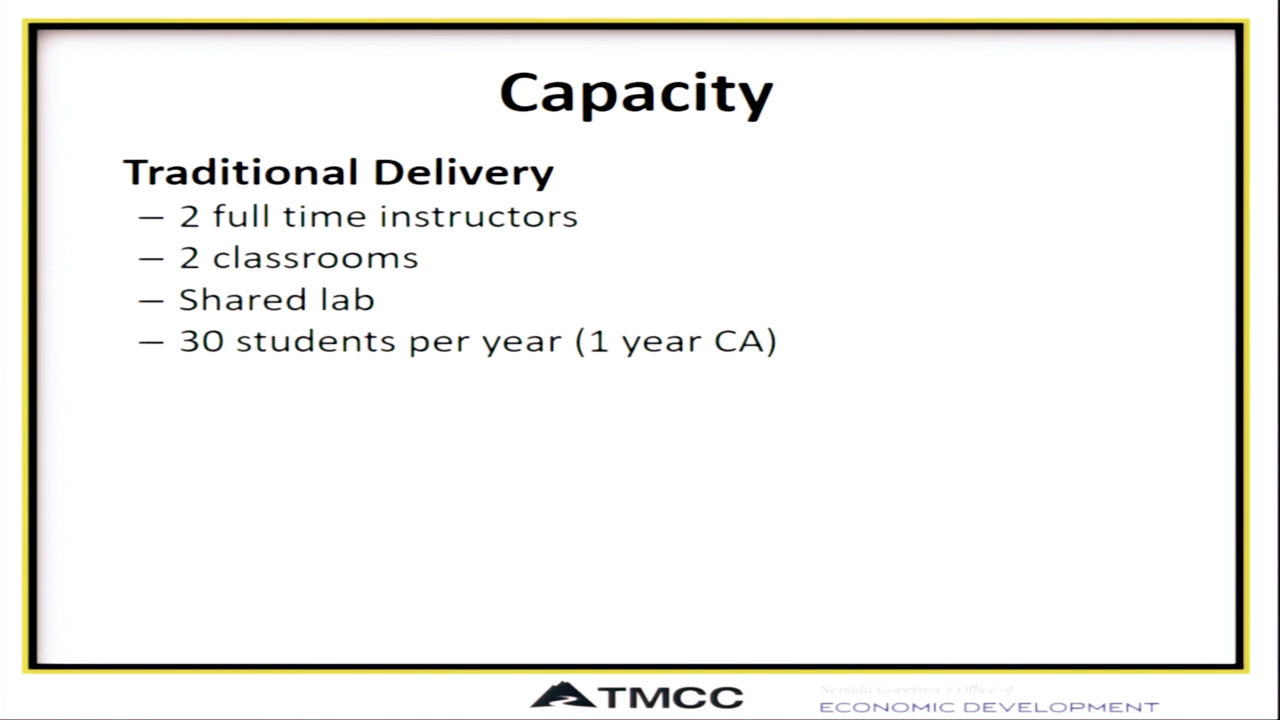 Capacity
Traditional Delivery
– 2 full time instructors
– 2 classrooms
– Shared lab
– 30 students per year (1 year CA)
TMCC
Nevada Governor's Office of
ECONOMIC DEVELOPMENT